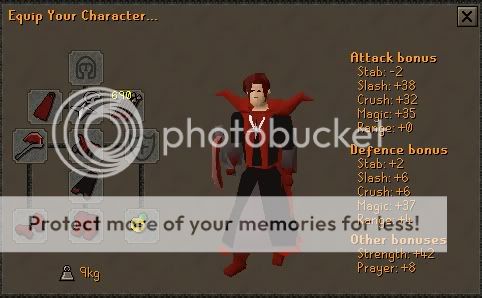 Equip Your Character...
690
Attack bonus
Stab: -2
Slash: +38
Crush: +32
Magic: +35
Range: +0
photobucket
Defence bonus
Stab: +2
Slash: +6
Crush: +6
Magic: +37
Protect more of your memories for less!
Other bonuses
Strength: +42
Prayer: +8
9kg